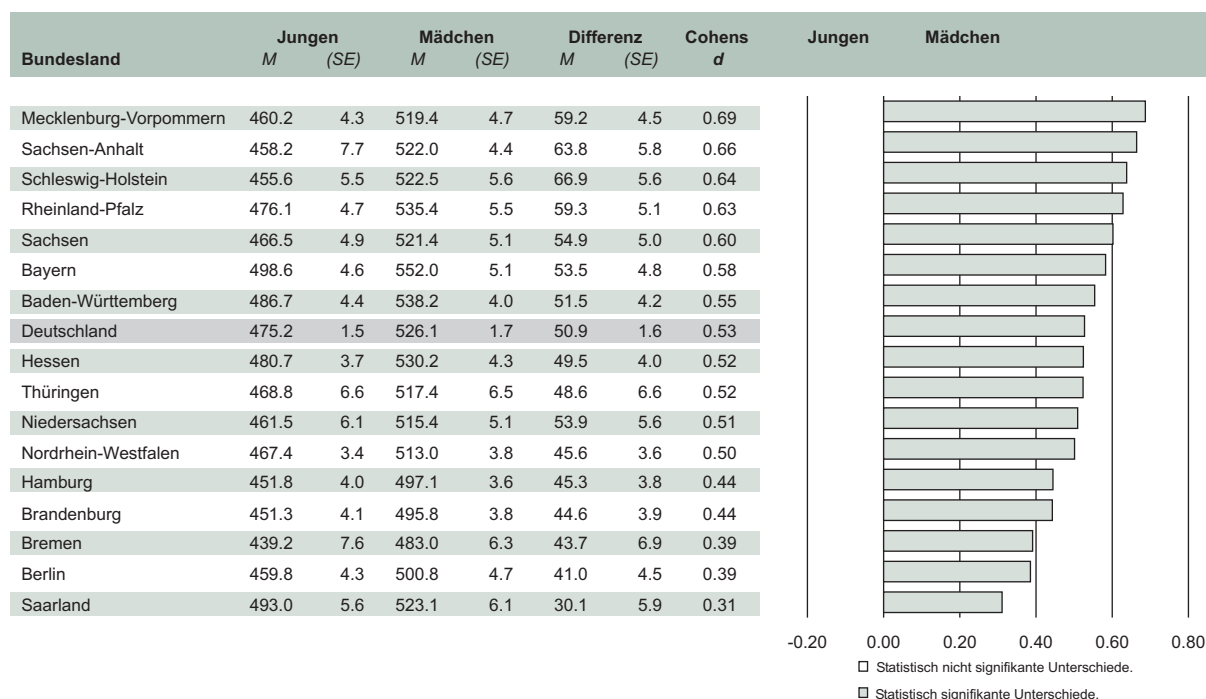 Jungen Mädchen Differenz Cohens Jungen Mädchen
Bundesland M (SE) M (SE) M (SE) d
Mecklenburg-Vorpommern 460.2 4.3 519.4 4.7 59.2 4.5 0.69
Sachsen-Anhalt 458.2 7.7 522.0 4.4 63.8 5.8 0.66
Schleswig-Holstein 455.6 5.5 522.5 5.6 66.9 5.6 0.64
Rheinland-Pfalz 476.1 4.7 535.4 5.5 59.3 5.1 0.63
Sachsen 466.5 4.9 521.4 5.1 54.9 5.0 0.60
Bayern 498.6 4.6 552.0 5.1 53.5 4.8 0.58
Baden-Württemberg 486.7 4.4 538.2 4.0 51.5 4.2 0.55
Deutschland 475.2 1.5 526.1 1.7 50.9 1.6 0.53
Hessen 480.7 3.7 530.2 4.3 49.5 4.0 0.52
Thüringen 468.8 6.6 517.4 6.5 48.6 6.6 0.52
Niedersachsen 461.5 6.1 515.4 5.1 53.9 5.6 0.51
Nordrhein-Westfalen 467.4 3.4 513.0 3.8 45.6 3.6 0.50
Hamburg 451.8 4.0 497.1 3.6 45.3 3.8 0.44
Brandenburg 451.3 4.1 495.8 3.8 44.6 3.9 0.44
Bremen 439.2 7.6 483.0 6.3 43.7 6.9 0.39
Berlin 459.8 4.3 500.8 4.7 41.0 4.5 0.39
Saarland 493.0 5.6 523.1 6.1 30.1 5.9 0.31
-0.20 0.00 0.20 0.40 0.60 0.80
Statistisch nicht signifikante Unterschiede.
Statistisch signifikante Unterschiede.